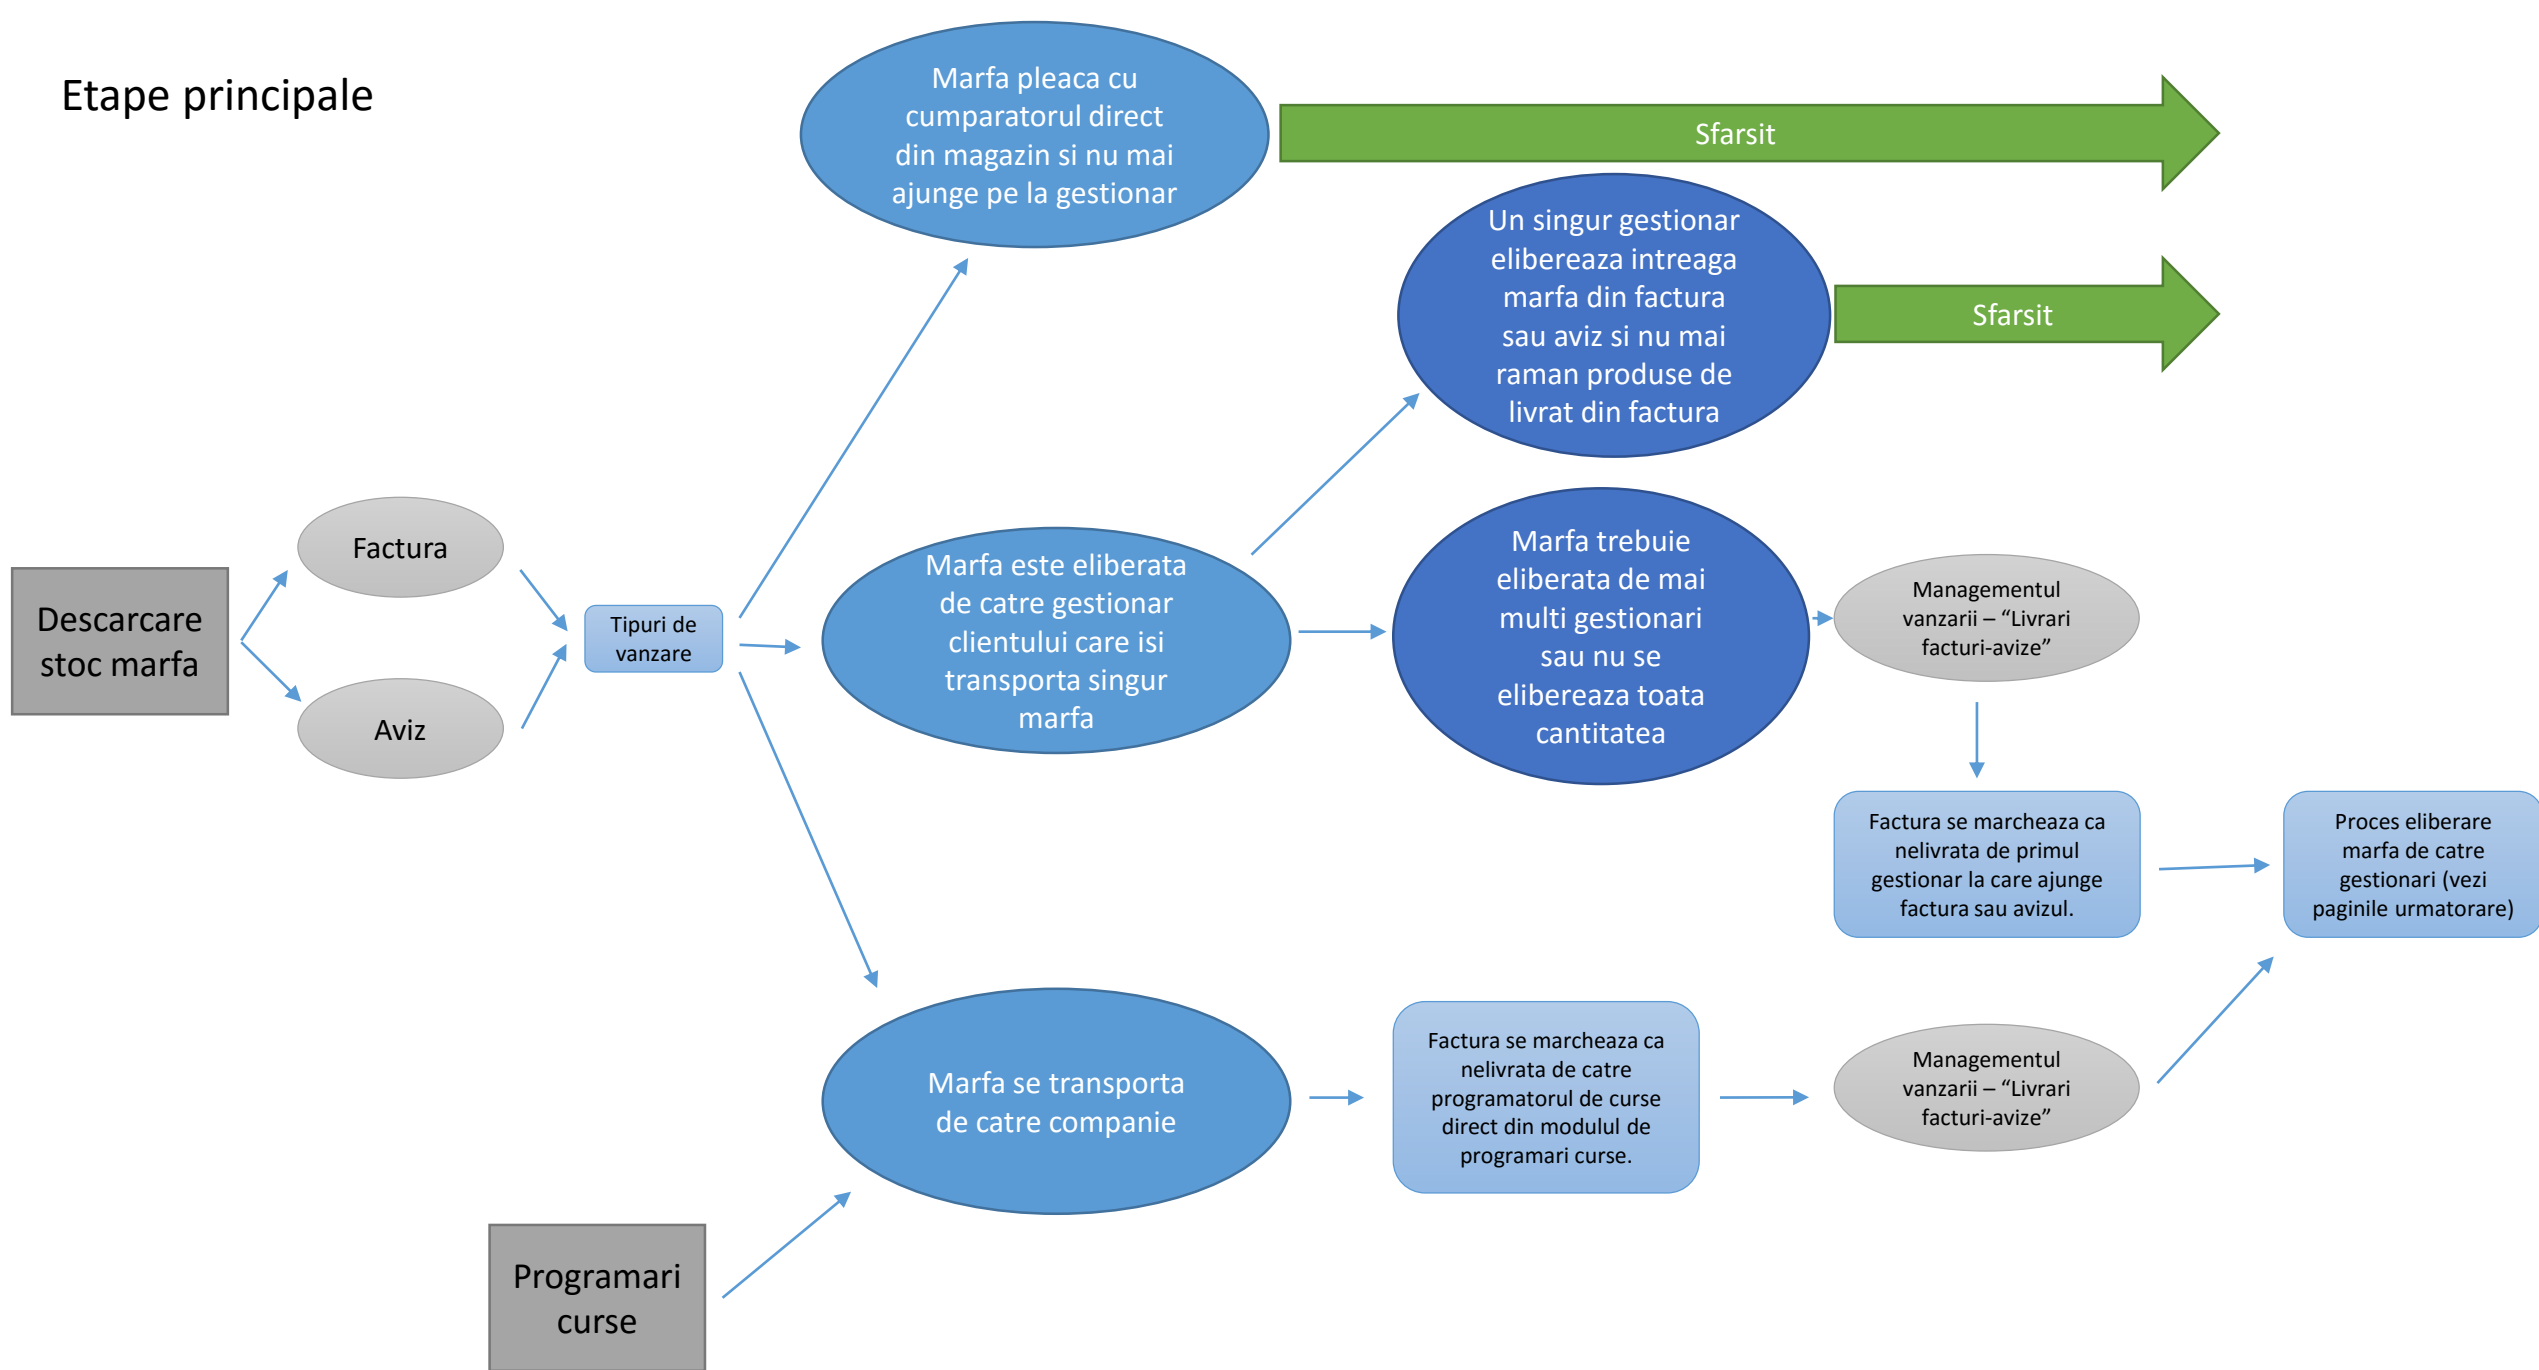 Etape principale
Marfa pleaca cu
cumparatorul direct
din magazin si nu mai
ajunge pe la gestionar
Sfarsit
Un singur gestionar
elibereaza intreaga
marfa din factura
sau aviz si nu mai
raman produse de
livrat din factura
Sfarsit
Descarcare
stoc marfa
Factura
Aviz
Tipuri de
vanzare
Marfa este eliberata
de catre gestionar
clientului care isi
transporta singur
marfa
Marfa trebuie
eliberata de mai
multi gestionari
sau nu se
elibereaza toata
cantitatea
Managementul
vanzarii – “Livrari
facturi-avize”
Factura se marcheaza ca
nelivrata de primul
gestionar la care ajunge
factura sau avizul.
Proces eliberare
marfa de catre
gestionari (vezi
paginile urmatorare)
Marfa se transporta
de catre companie
Factura se marcheaza ca
nelivrata de catre
programatorul de curse
direct din modulul de
programari curse.
Managementul
vanzarii – “Livrari
facturi-avize”
Programari
curse